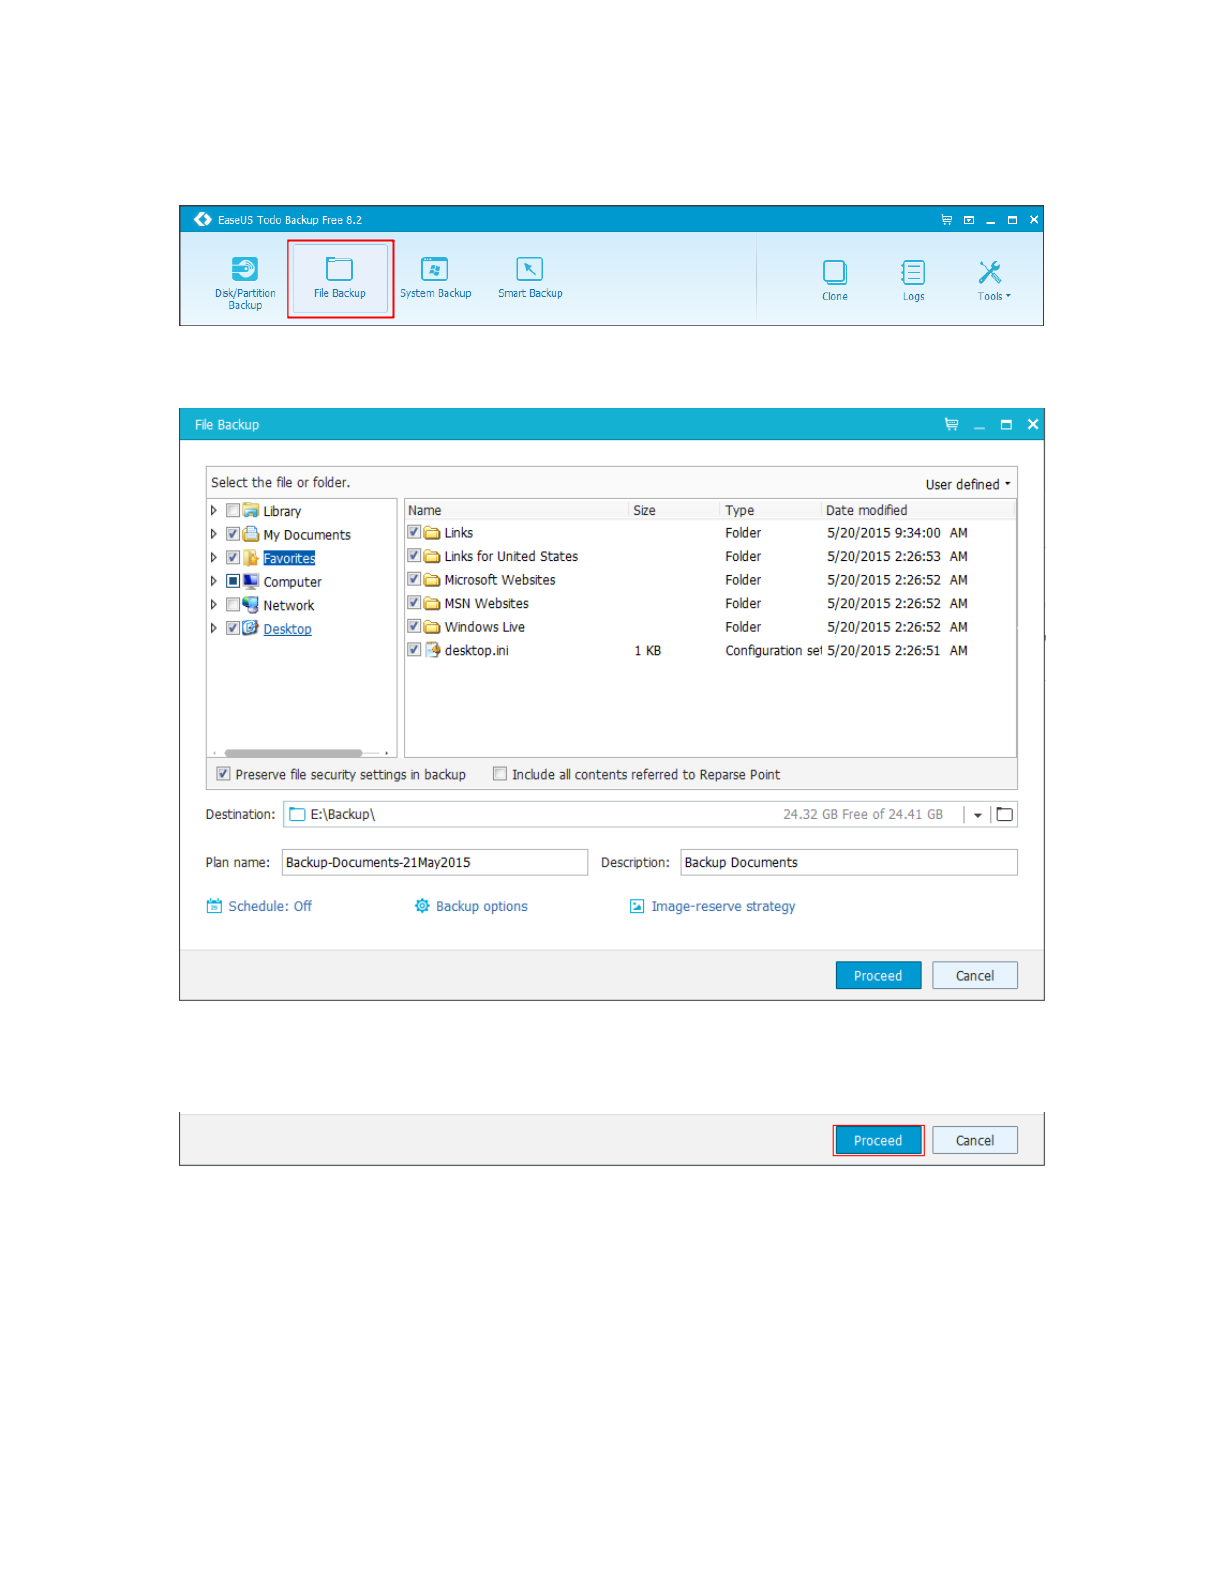 EaseUS Todo Backup Free 8.2
Disk/Partition Backup
File Backup
System Backup
Smart Backup
Clone
Logs
Tools
File Backup
Select the file or folder.
User defined
Library
My Documents
Favorites
Computer
Network
Desktop
Name Size Type Date modified
Links Folder 5/20/2015 9:34:00 AM
Links for United States Folder 5/20/2015 2:26:53 AM
Microsoft Websites Folder 5/20/2015 2:26:52 AM
MSN Websites Folder 5/20/2015 2:26:52 AM
Windows Live Folder 5/20/2015 2:26:52 AM
desktop.ini 1 KB Configuration set 5/20/2015 2:26:51 AM
Preserve file security settings in backup
Include all contents referred to Reparse Point
Destination: E:\Backup\ 24.32 GB Free of 24.41 GB
Plan name: Backup-Documents-21May2015 Description: Backup Documents
Schedule: Off
Backup options
Image-reserve strategy
Proceed Cancel
Proceed Cancel